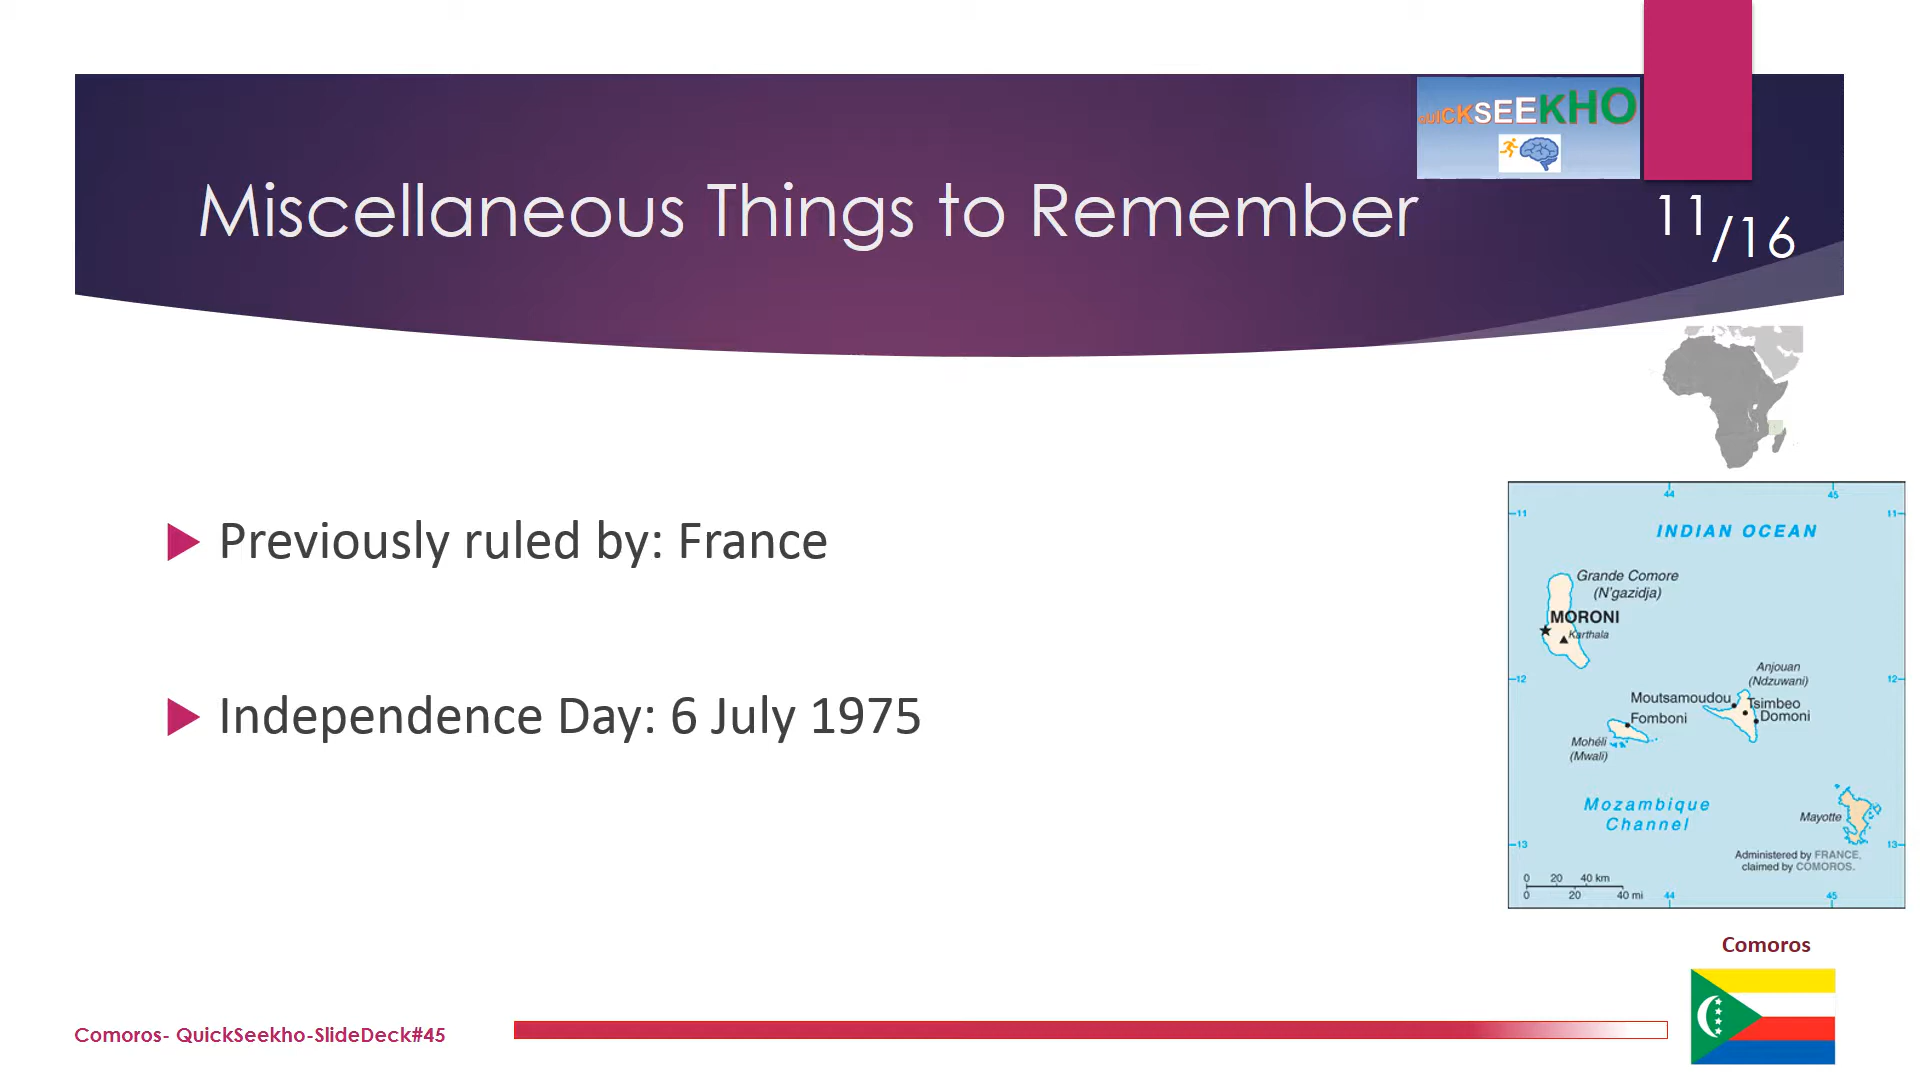 QUICKSEEKHO
Miscellaneous Things to Remember
11/16
Previously ruled by: France
Independence Day: 6 July 1975
44 45
11 11
INDIAN OCEAN
Grande Comore
(N'gazidja)
MORONI
Karthala
Anjouan
(Ndzuwani)
12 12
Moutsamoudou
Tsimbeo
Fomboni
Domoni
Mohéli
(Mwali)
Mozambique
Channel
Mayotte
13 13
Administered by FRANCE,
claimed by COMOROS.
0 20 40 km
0 20 40 mi
44 45
Comoros
Comoros- QuickSeekho-SlideDeck#45